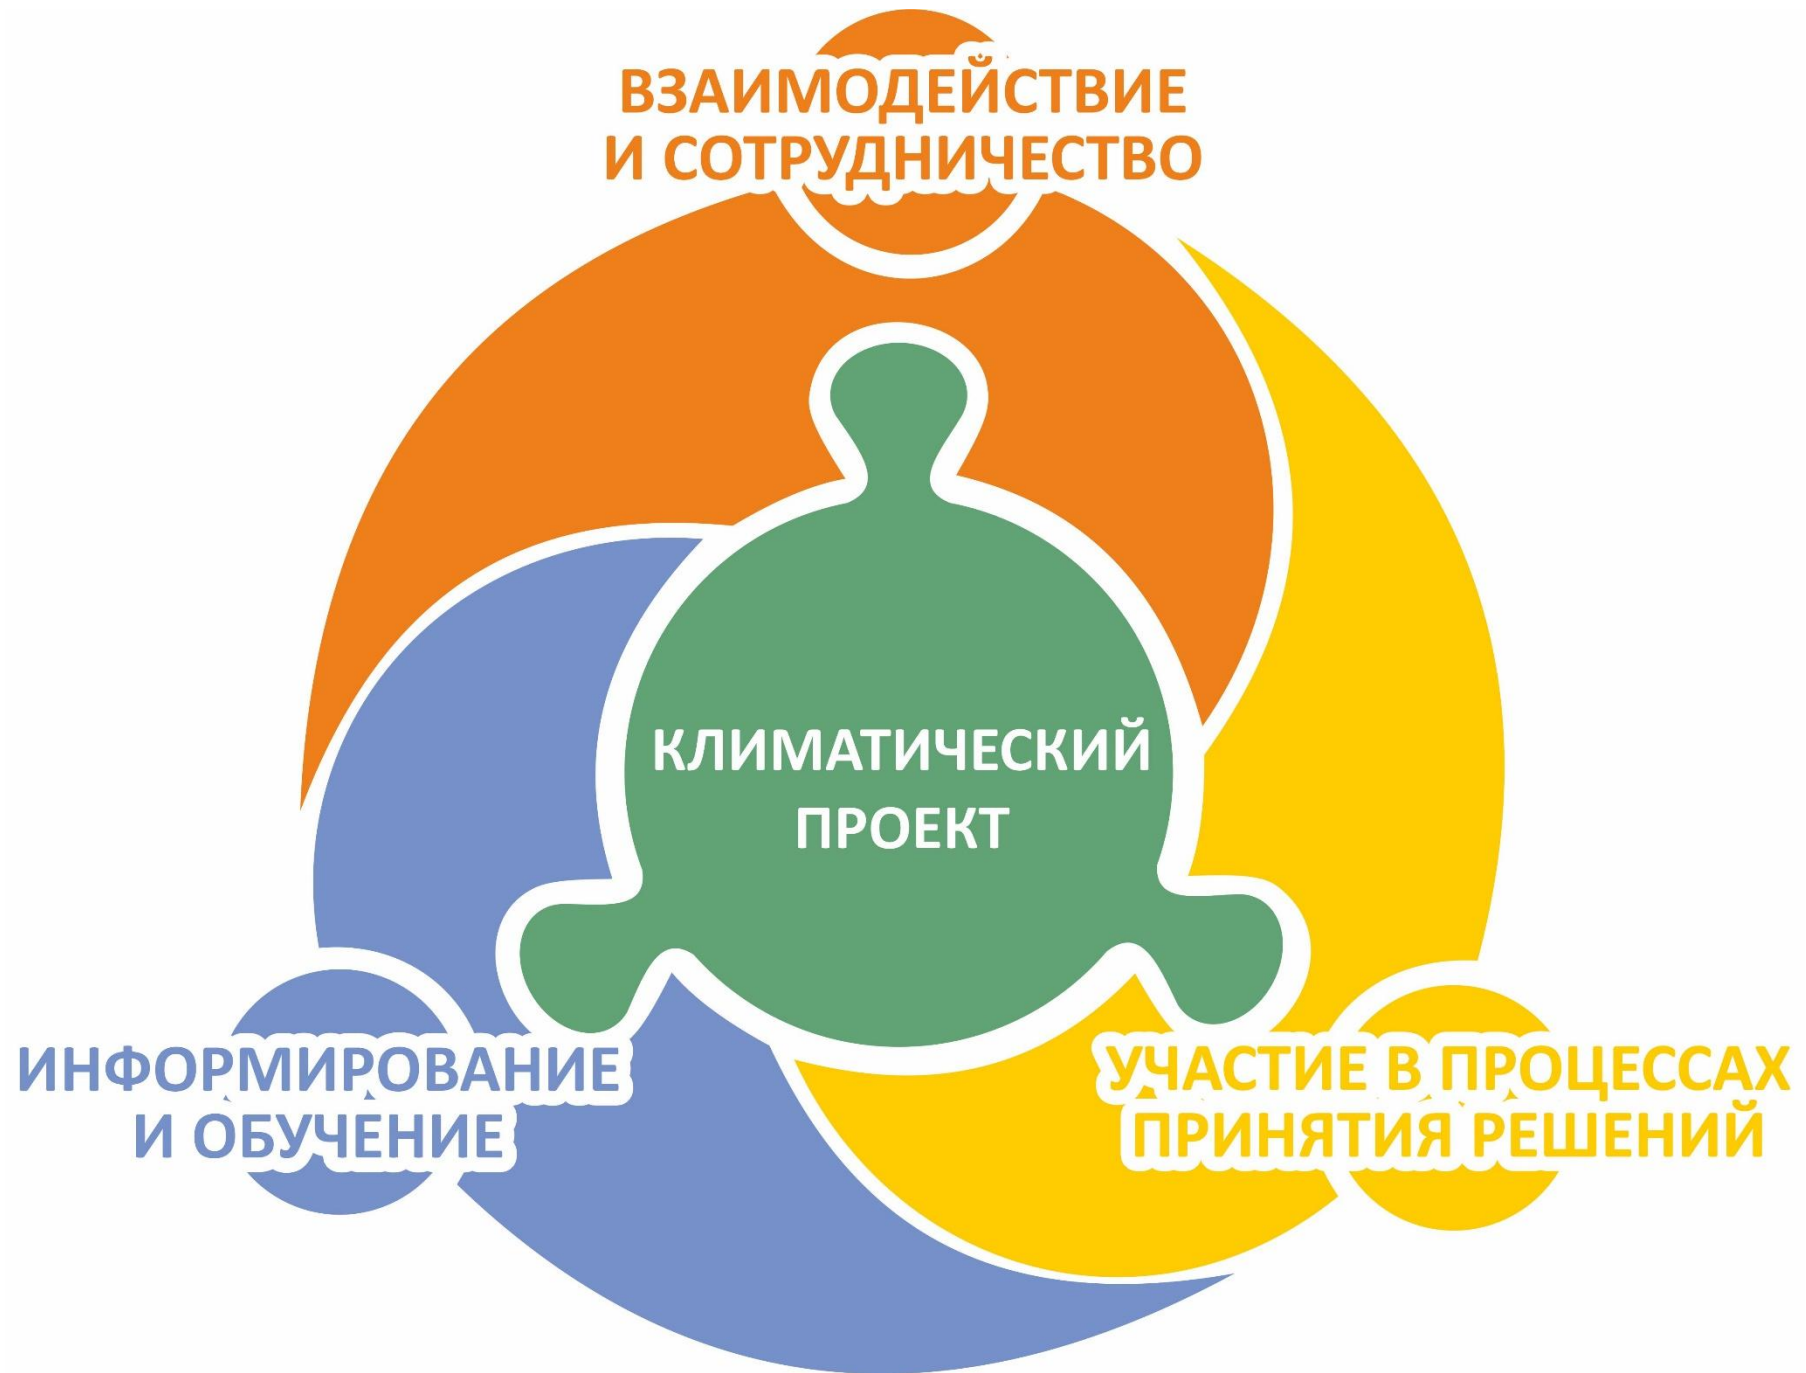 ВЗАИМОДЕЙСТВИЕ
И СОТРУДНИЧЕСТВО
КЛИМАТИЧЕСКИЙ
ПРОЕКТ
ИНФОРМИРОВАНИЕ
И ОБУЧЕНИЕ
УЧАСТИЕ В ПРОЦЕССАХ
ПРИНЯТИЯ РЕШЕНИЙ